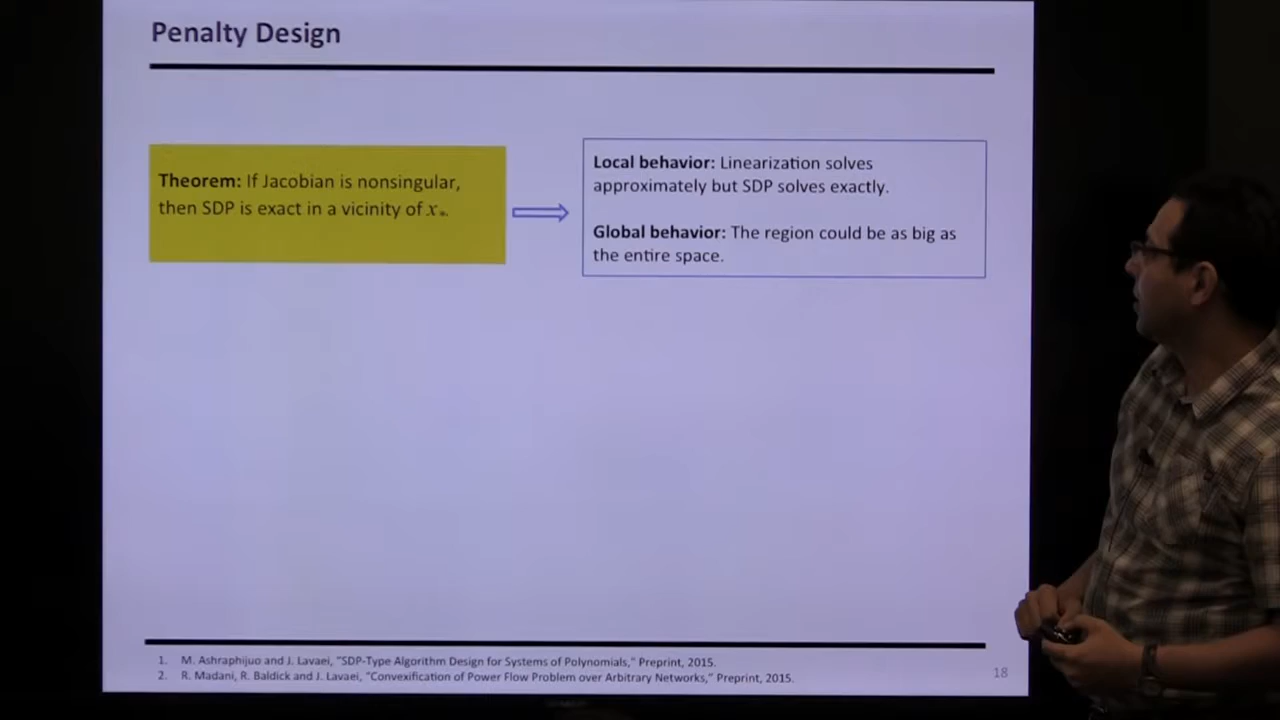 Penalty Design
Theorem: If Jacobian is nonsingular,
then SDP is exact in a vicinity of x*.
Local behavior: Linearization solves
approximately but SDP solves exactly.
Global behavior: The region could be as big as
the entire space.
1. M. Ashraphijuo and J. Lavaei, "SDP-Type Algorithm Design for Systems of Polynomials," Preprint, 2015.
2. R. Madani, R. Baldick and J. Lavaei, "Convexification of Power Flow Problem over Arbitrary Networks," Preprint, 2015.
18